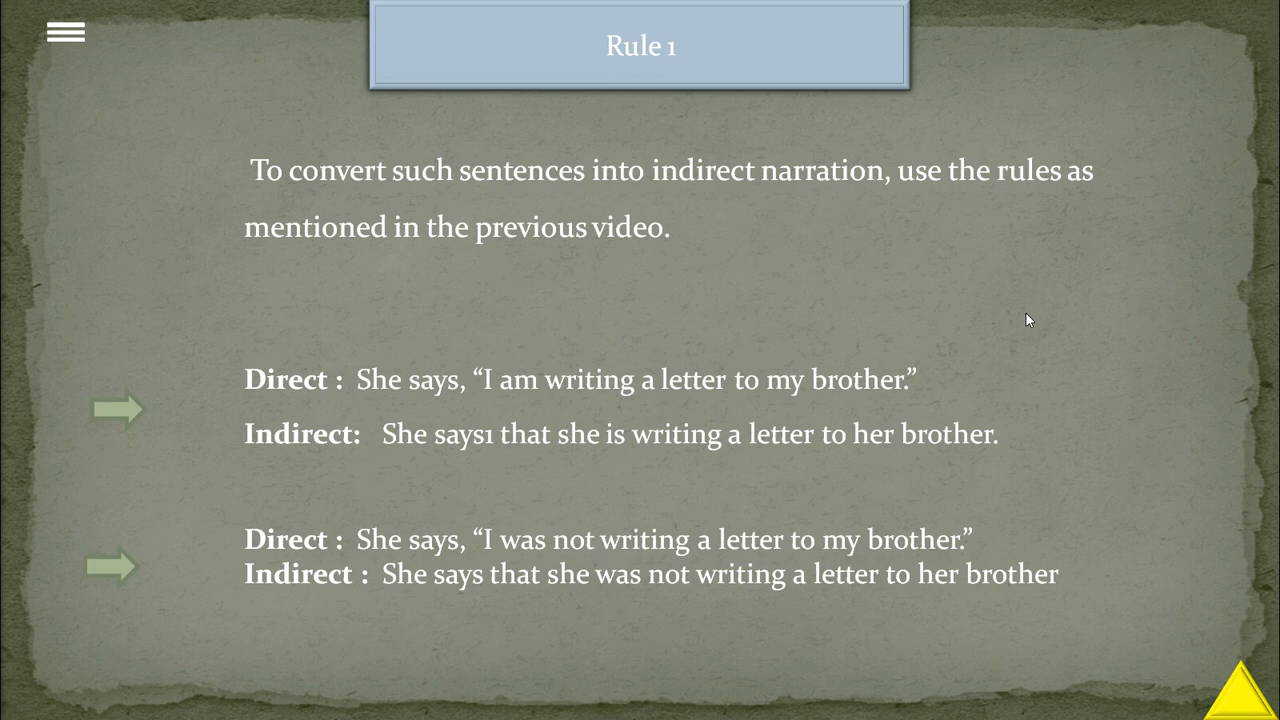 Rule 1
To convert such sentences into indirect narration, use the rules as
mentioned in the previous video.
Direct : She says, “I am writing a letter to my brother.”
Indirect: She says1 that she is writing a letter to her brother.
Direct : She says, “I was not writing a letter to my brother.”
Indirect : She says that she was not writing a letter to her brother